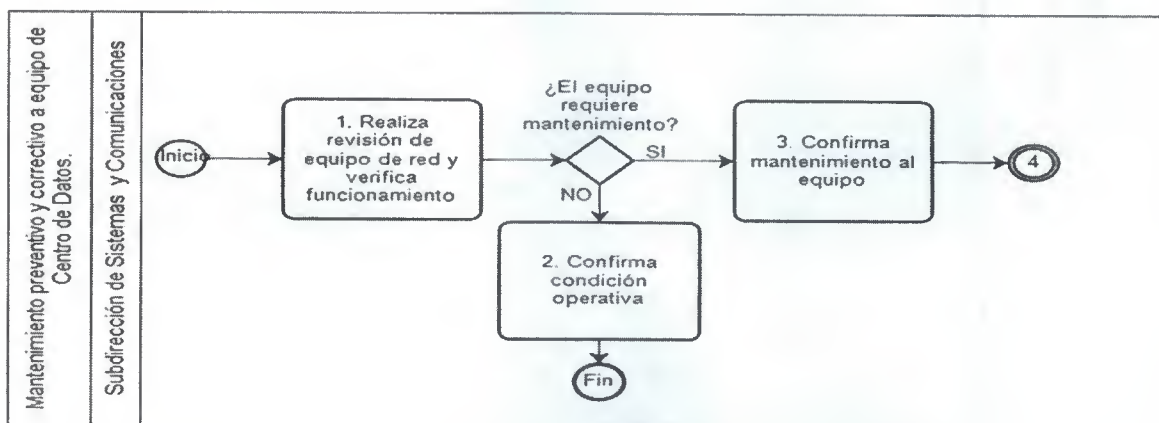 Mantenimiento preventivo y correctivo a equipo de
Centro de Datos.
Subdirección de Sistemas y Comunicaciones
Inicio
1. Realiza
revisión de
equipo de red y
verifica
funcionamiento
¿El equipo
requiere
mantenimiento?
SI
NO
3. Confirma
mantenimiento al
equipo
4
2. Confirma
condición
operativa
Fin